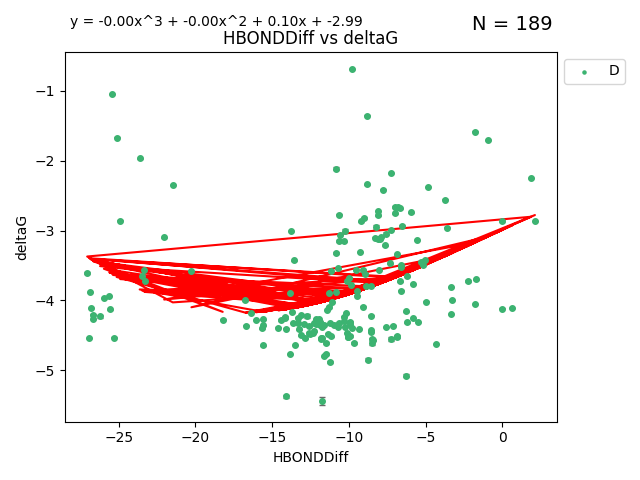 y = -0.00x^3 + -0.00x^2 + 0.10x + -2.99
N = 189
HBONDDiff vs deltaG
D
−1
−2
−3
−4
−5
deltaG
−25
−20
−15
−10
−5
0
HBONDDiff